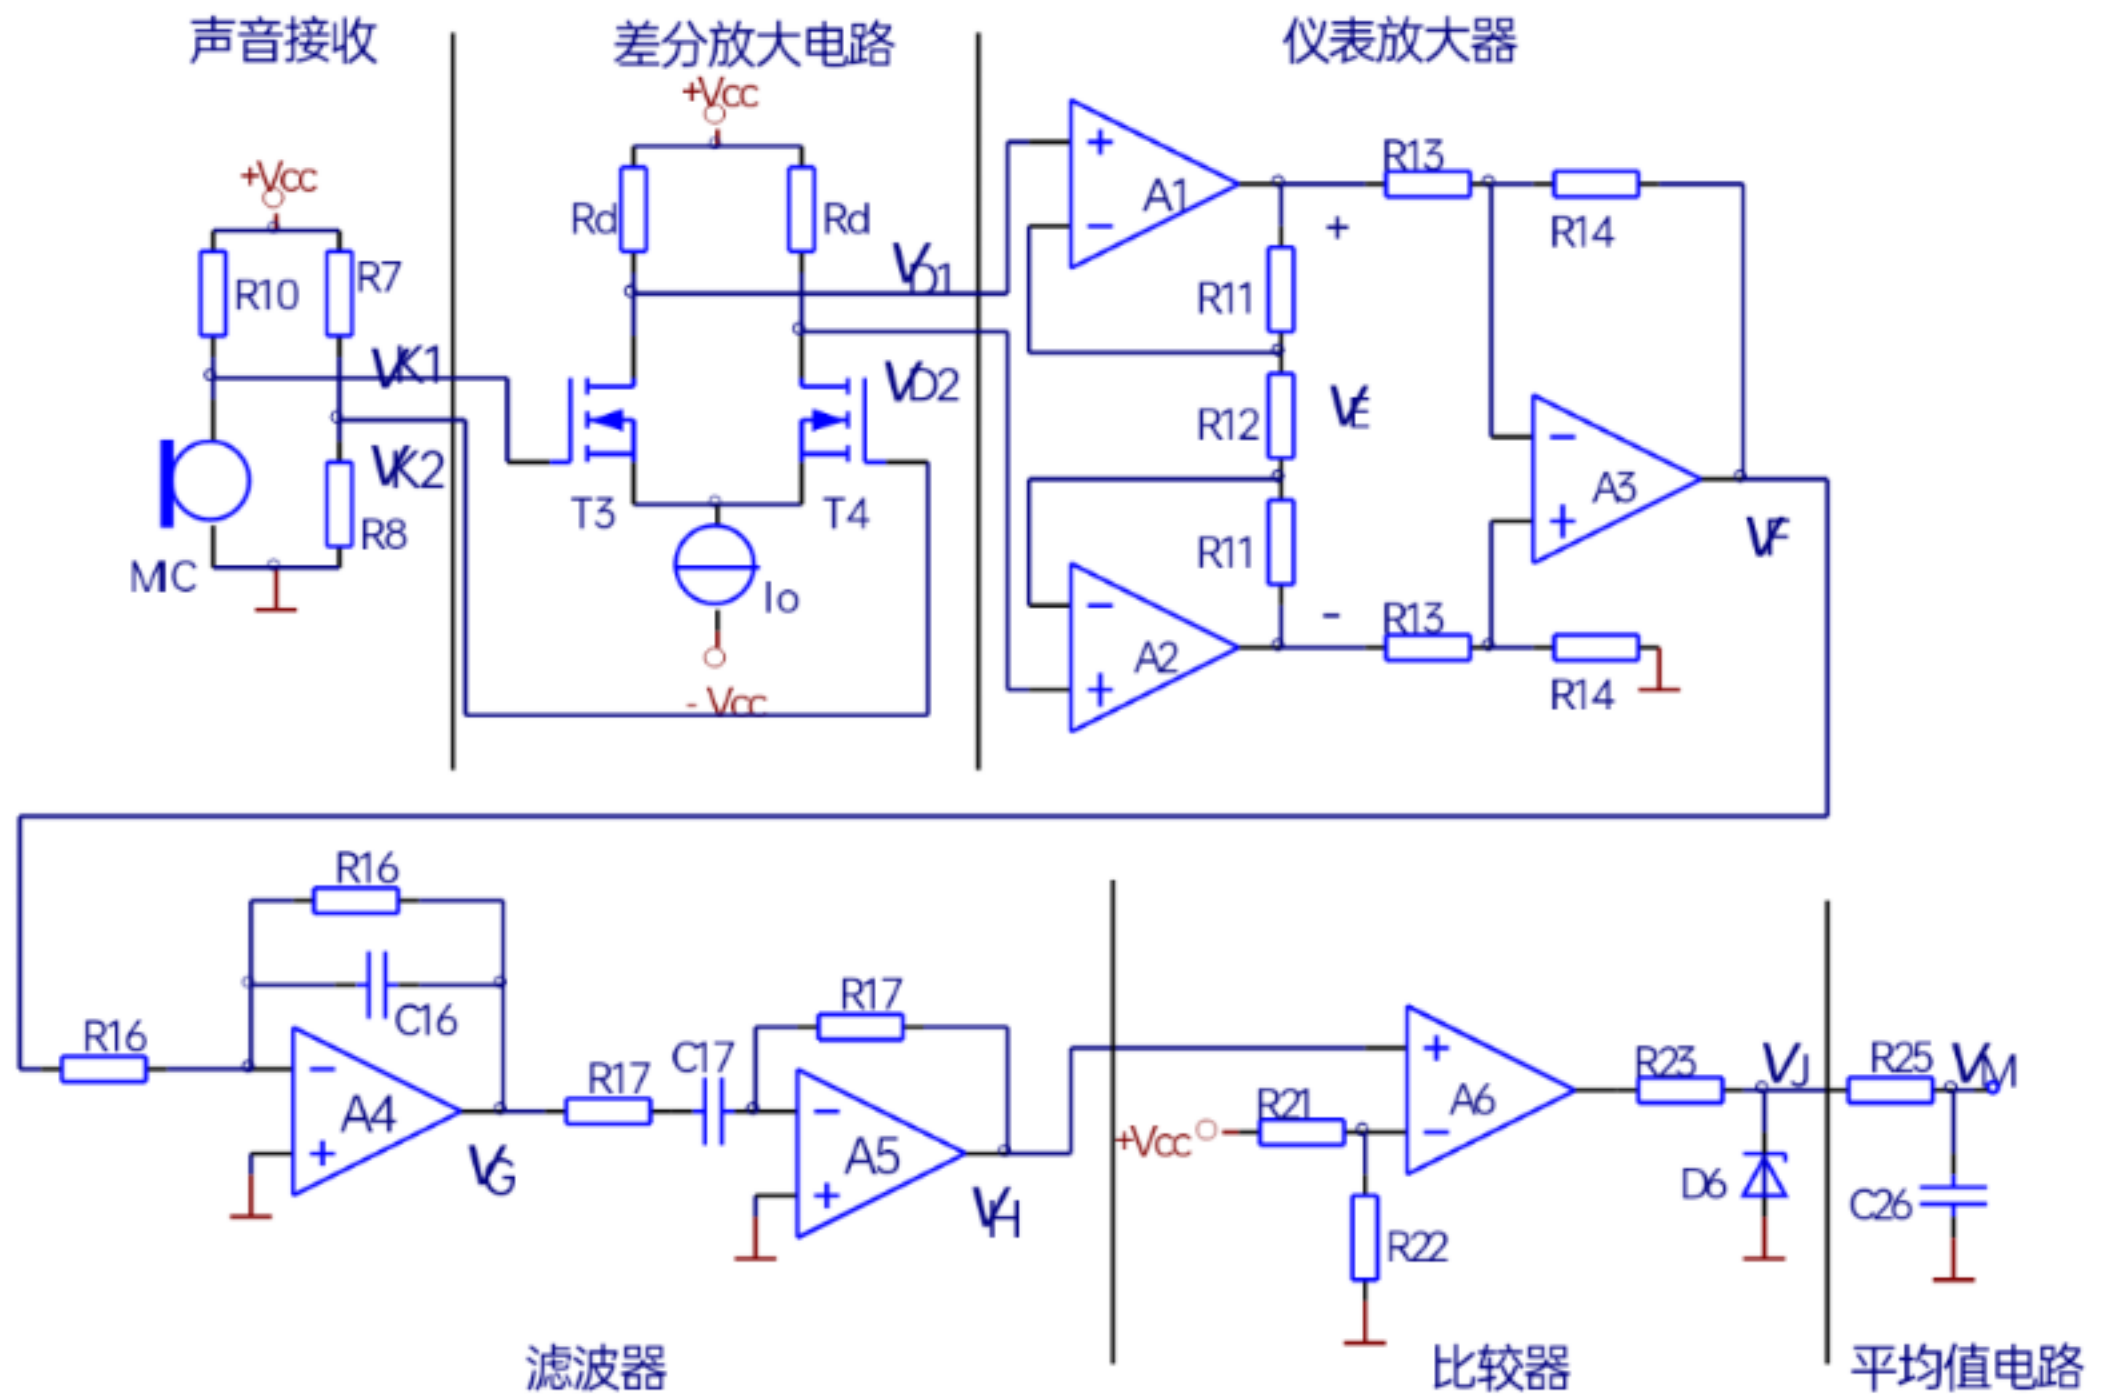 声音接收
差分放大电路
仪表放大器
+Vcc
+Vcc
R10
R7
VK1
VK2
R8
MC
Rd
Rd
VD1
VD2
T3
T4
Io
- Vcc
+
-
A1
R13
R14
+
R11
R12
VE
R11
-
+
A3
VF
-
+
A2
-
R13
R14
R16
C16
R16
-
+
A4
VG
R17
C17
R17
-
+
A5
VH
+
-
A6
+Vcc
R21
R22
R23
VJ
D6
R25
VM
C26
滤波器
比较器
平均值电路